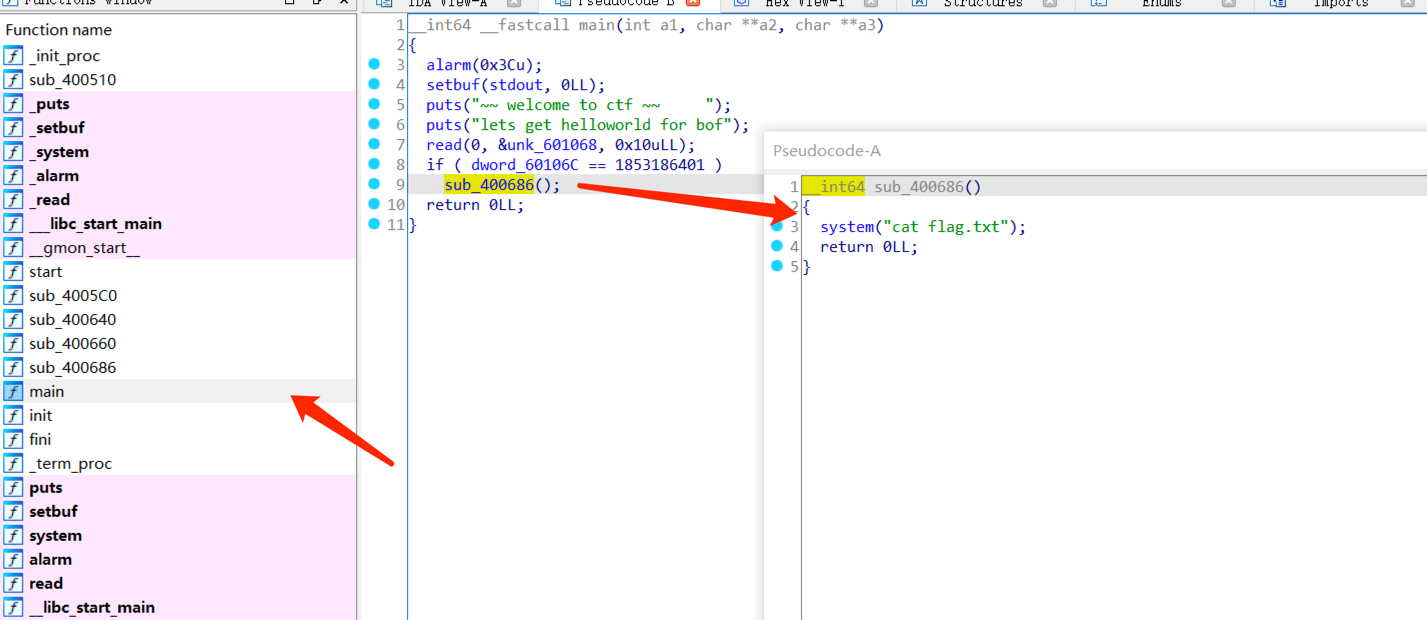 Functions window
IDA View-A
Pseudocode-B
Hex View-1
Structures
Enums
Imports
Function name
f _init_proc
f sub_400510
f _puts
f _setbuf
f _system
f _alarm
f _read
f ___libc_start_main
f __gmon_start__
f start
f sub_4005C0
f sub_400640
f sub_400660
f sub_400686
f main
f init
f fini
f _term_proc
f puts
f setbuf
f system
f alarm
f read
f __libc_start_main
1 __int64 __fastcall main(int a1, char **a2, char **a3)
2 {
3 alarm(0x3Cu);
4 setbuf(stdout, 0LL);
5 puts("~~ welcome to ctf ~~     ");
6 puts("lets get helloworld for bof");
7 read(0, &unk_601068, 0x10uLL);
8 if ( dword_60106C == 1853186401 )
9 sub_400686();
10 return 0LL;
11 }
Pseudocode-A
1 __int64 sub_400686()
2 {
3 system("cat flag.txt");
4 return 0LL;
5 }